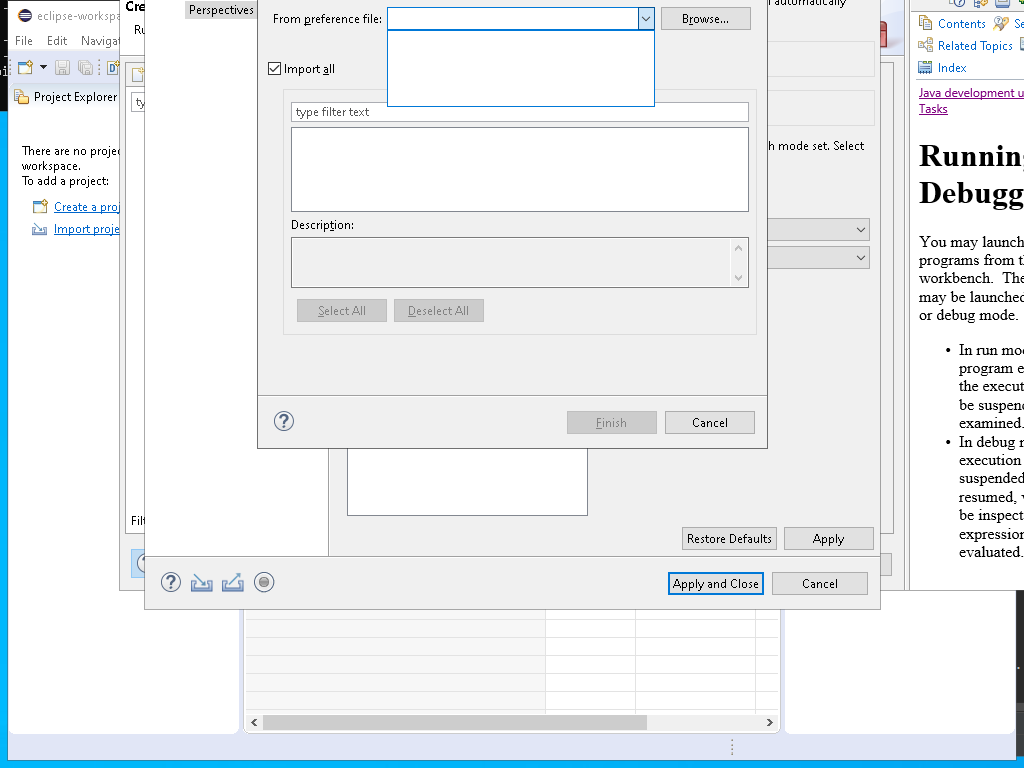 eclipse-workspa
File Edit Navigat
Project Explorer
There are no projec
workspace.
To add a project:
Create a proj
Import proje
Cre
Ru
ty
Filt
Perspectives
From preference file:
Browse...
Import all
type filter text
Description:
Select All
Deselect All
Finish
Cancel
automatically
h mode set. Select
Restore Defaults
Apply
Apply and Close
Cancel
Contents
Se
Related Topics
Index
Java development u
Tasks
Running
Debugg
You may launch
programs from th
workbench. The
may be launched
or debug mode.
• In run mod
program e
the execut
be suspend
examined.
• In debug m
execution
suspended
resumed, v
be inspect
expression
evaluated.